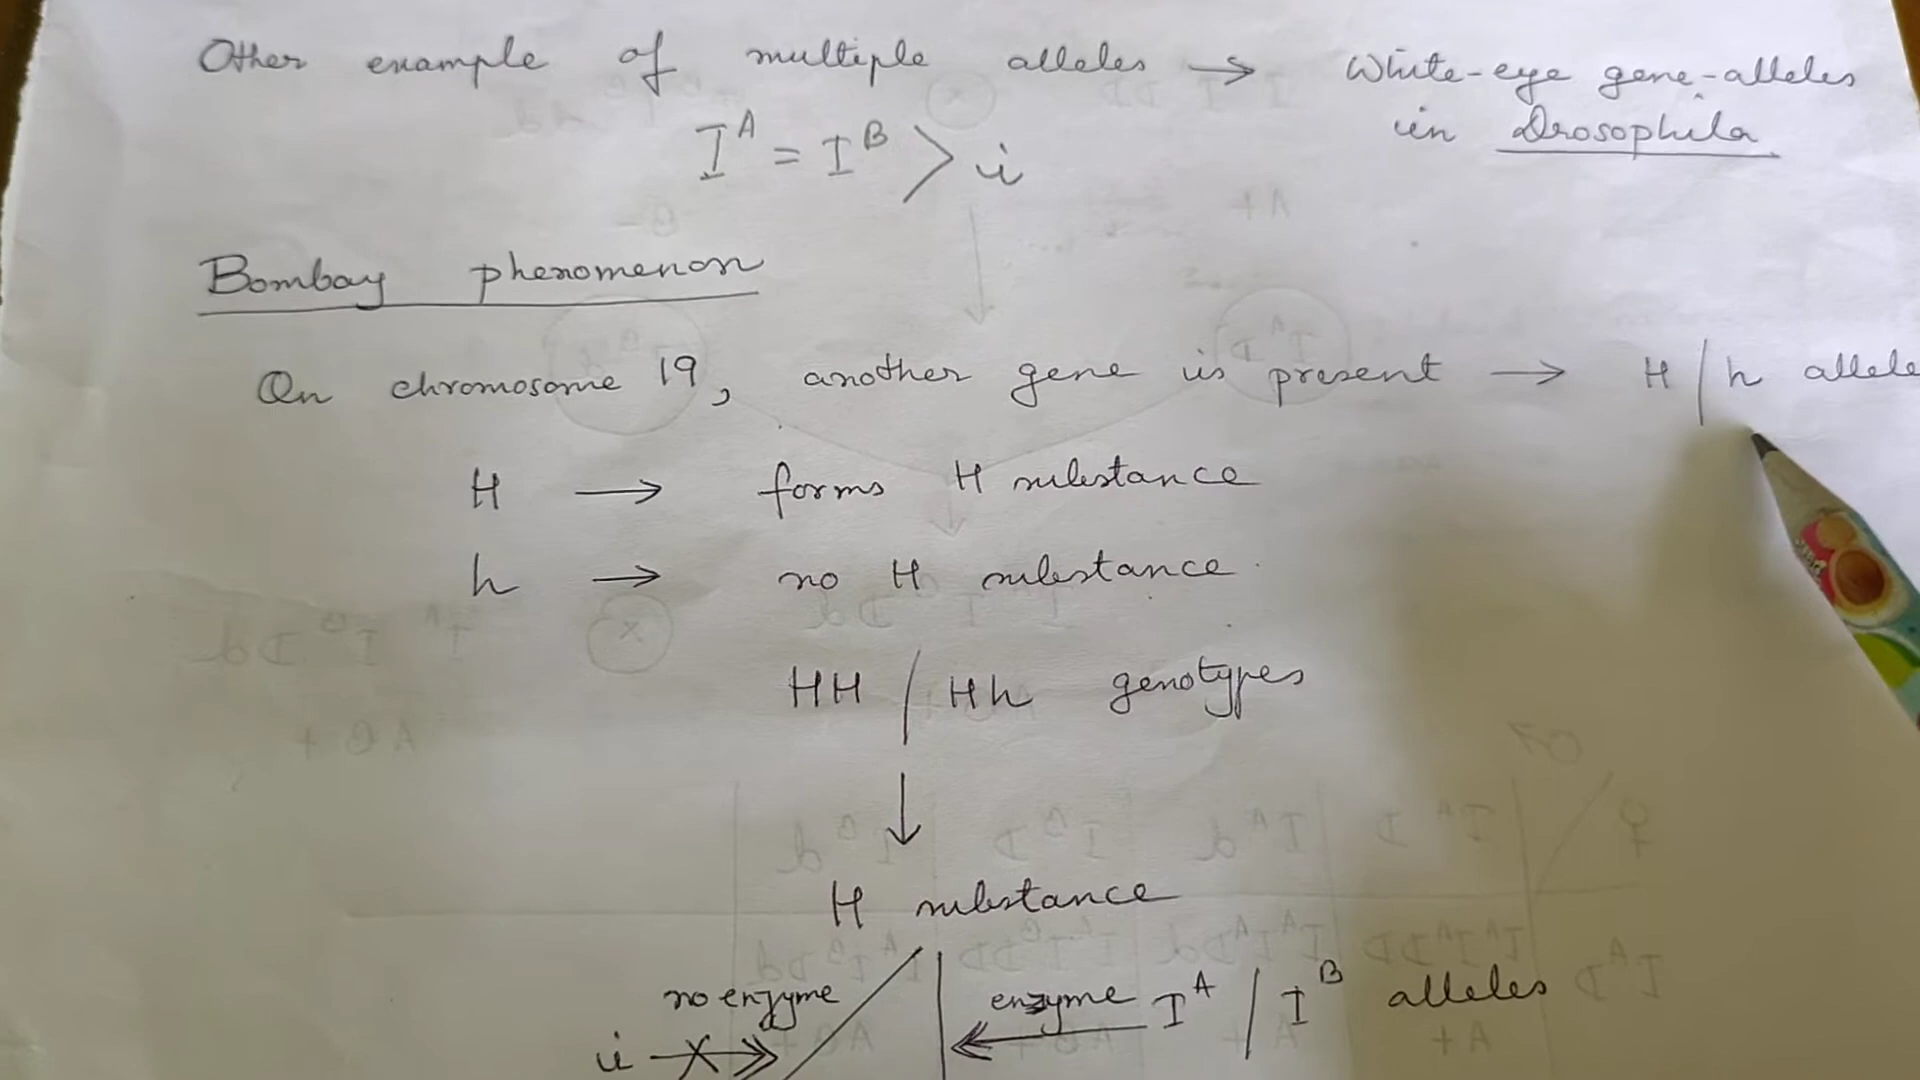 Other example of multiple alleles → White-eye gene-alleles
in Drosophila
I^A = I^B > i
Bombay phenomenon
On chromosome 19, another gene is present → H / h allele
H → forms H substance
h → no H substance
HH / Hh genotypes
↓
H substance
no enzyme enzyme I^A / I^B alleles
ii